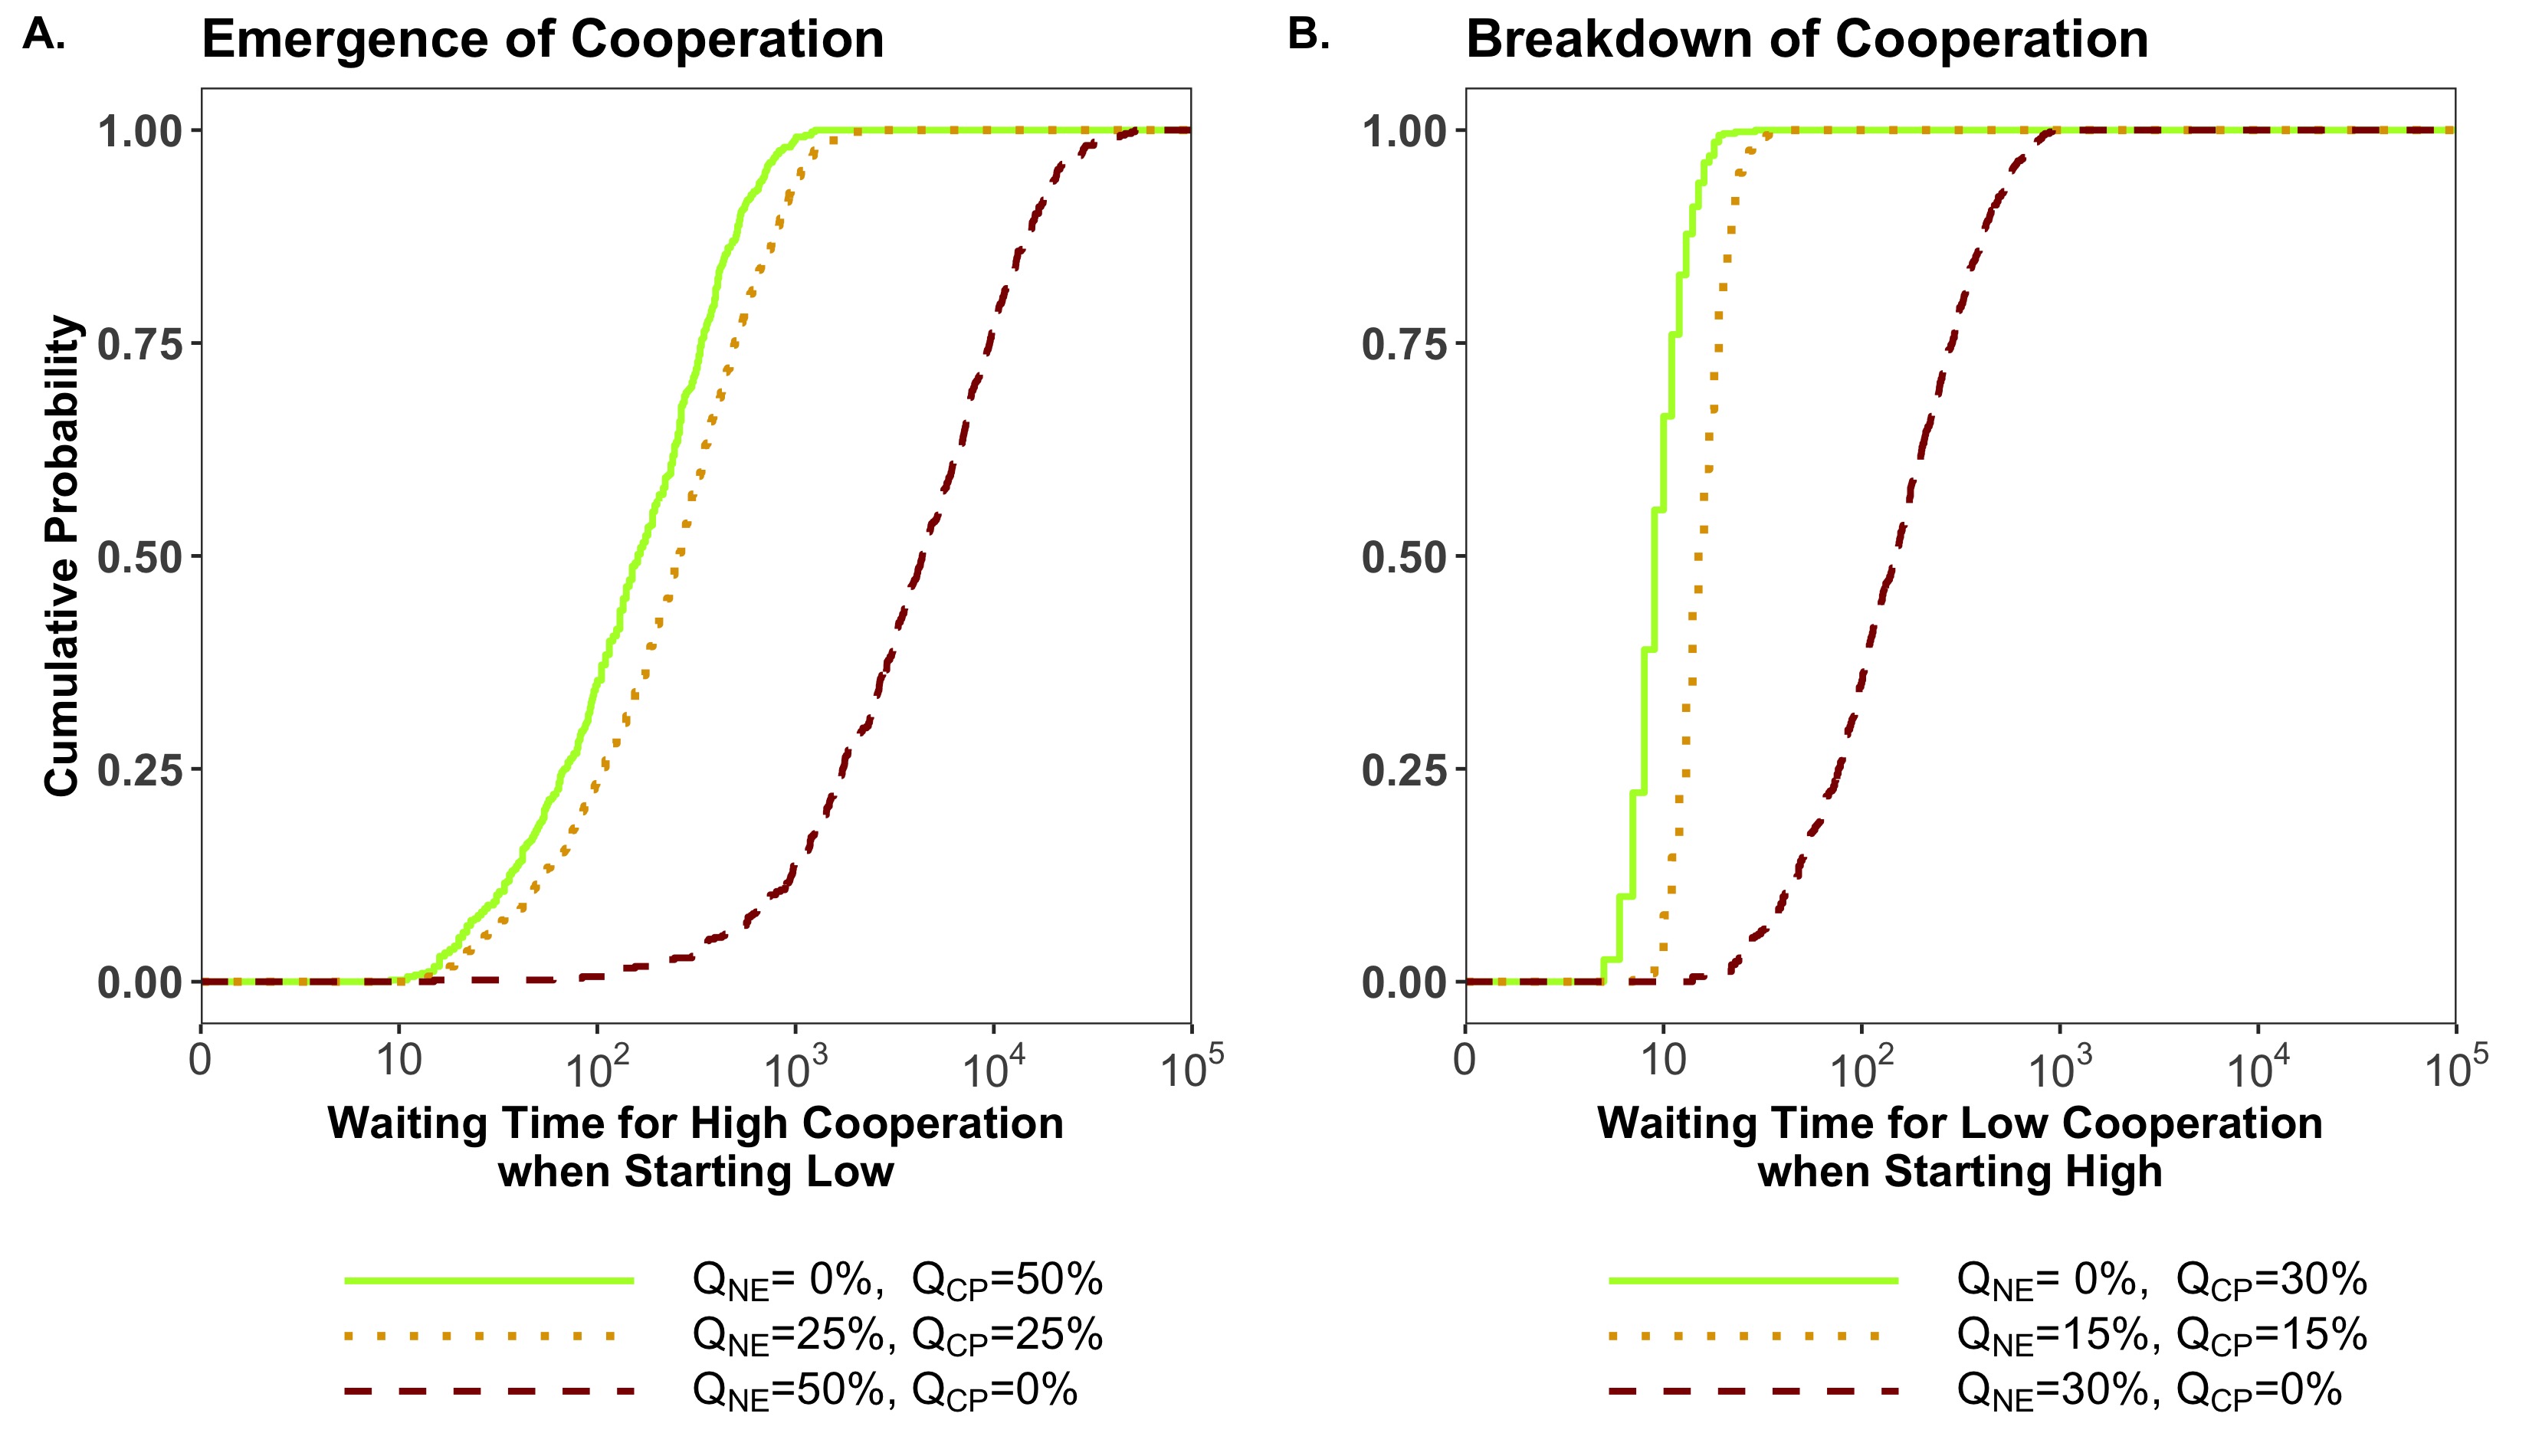 A.
Emergence of Cooperation
Cumulative Probability
1.00
0.75
0.50
0.25
0.00
0 10 10² 10³ 10⁴ 10⁵
Waiting Time for High Cooperation
when Starting Low
Q_NE= 0%, Q_CP=50%
Q_NE=25%, Q_CP=25%
Q_NE=50%, Q_CP=0%
B.
Breakdown of Cooperation
1.00
0.75
0.50
0.25
0.00
0 10 10² 10³ 10⁴ 10⁵
Waiting Time for Low Cooperation
when Starting High
Q_NE= 0%, Q_CP=30%
Q_NE=15%, Q_CP=15%
Q_NE=30%, Q_CP=0%